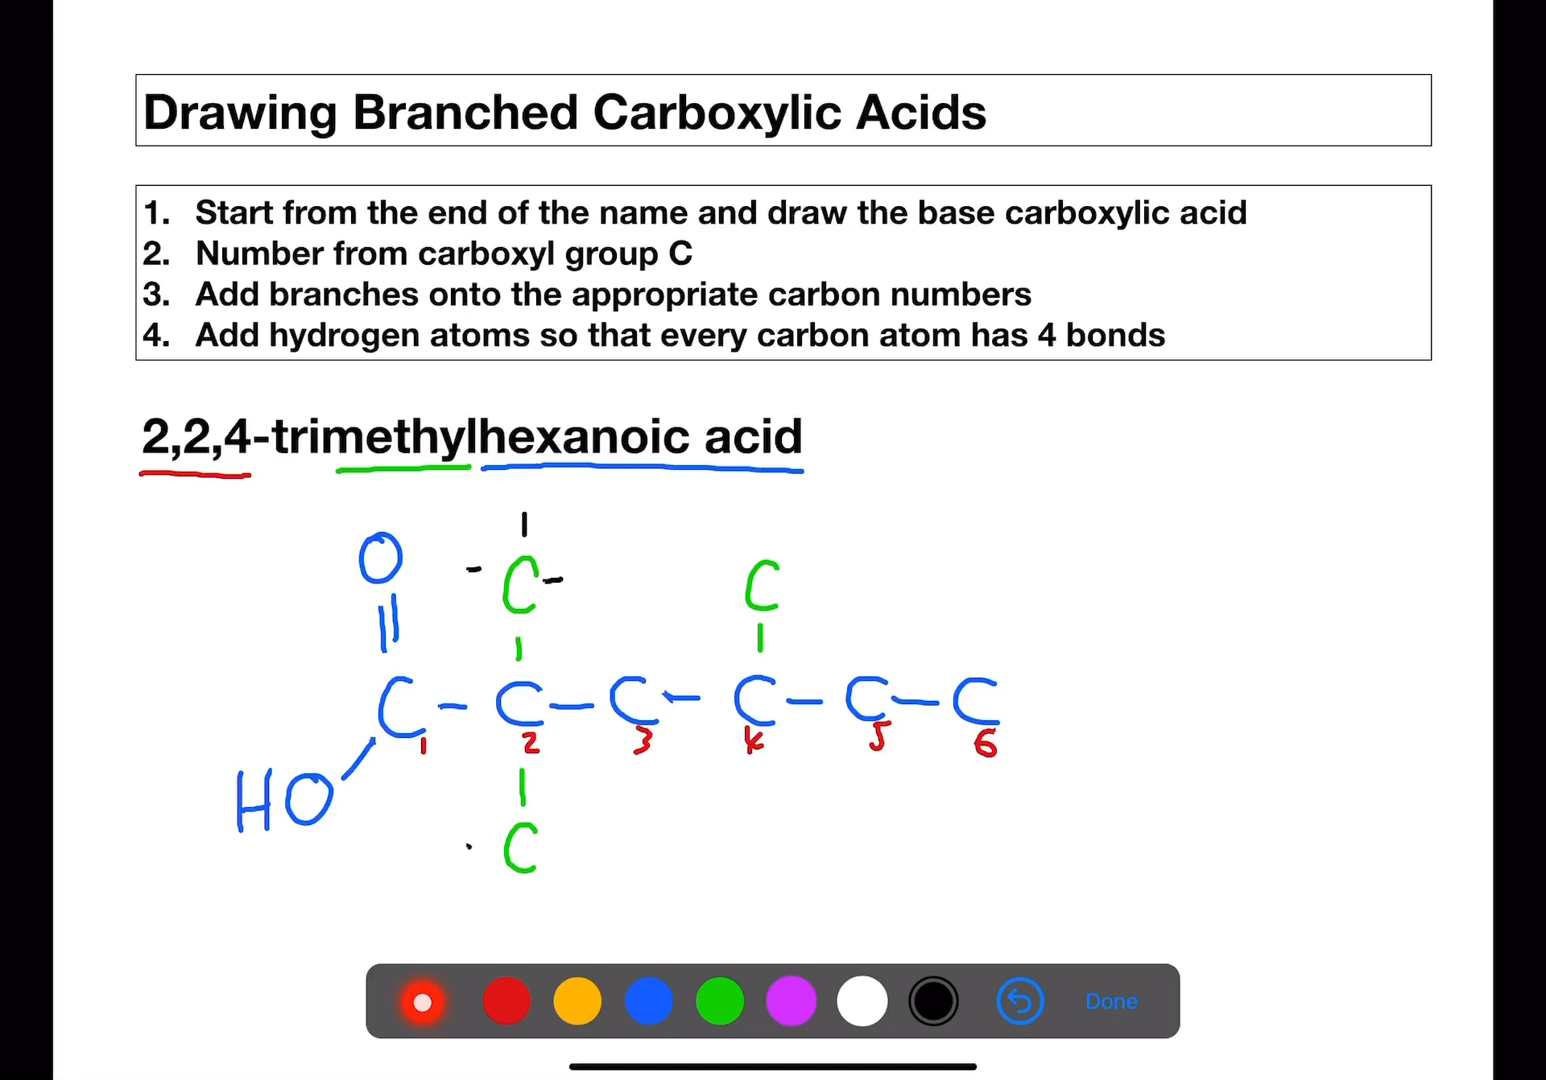 Drawing Branched Carboxylic Acids
1. Start from the end of the name and draw the base carboxylic acid
2. Number from carboxyl group C
3. Add branches onto the appropriate carbon numbers
4. Add hydrogen atoms so that every carbon atom has 4 bonds
2,2,4-trimethylhexanoic acid
O C C
C - C - C - C - C - C
1 2 3 4 5 6
HO
C
Done